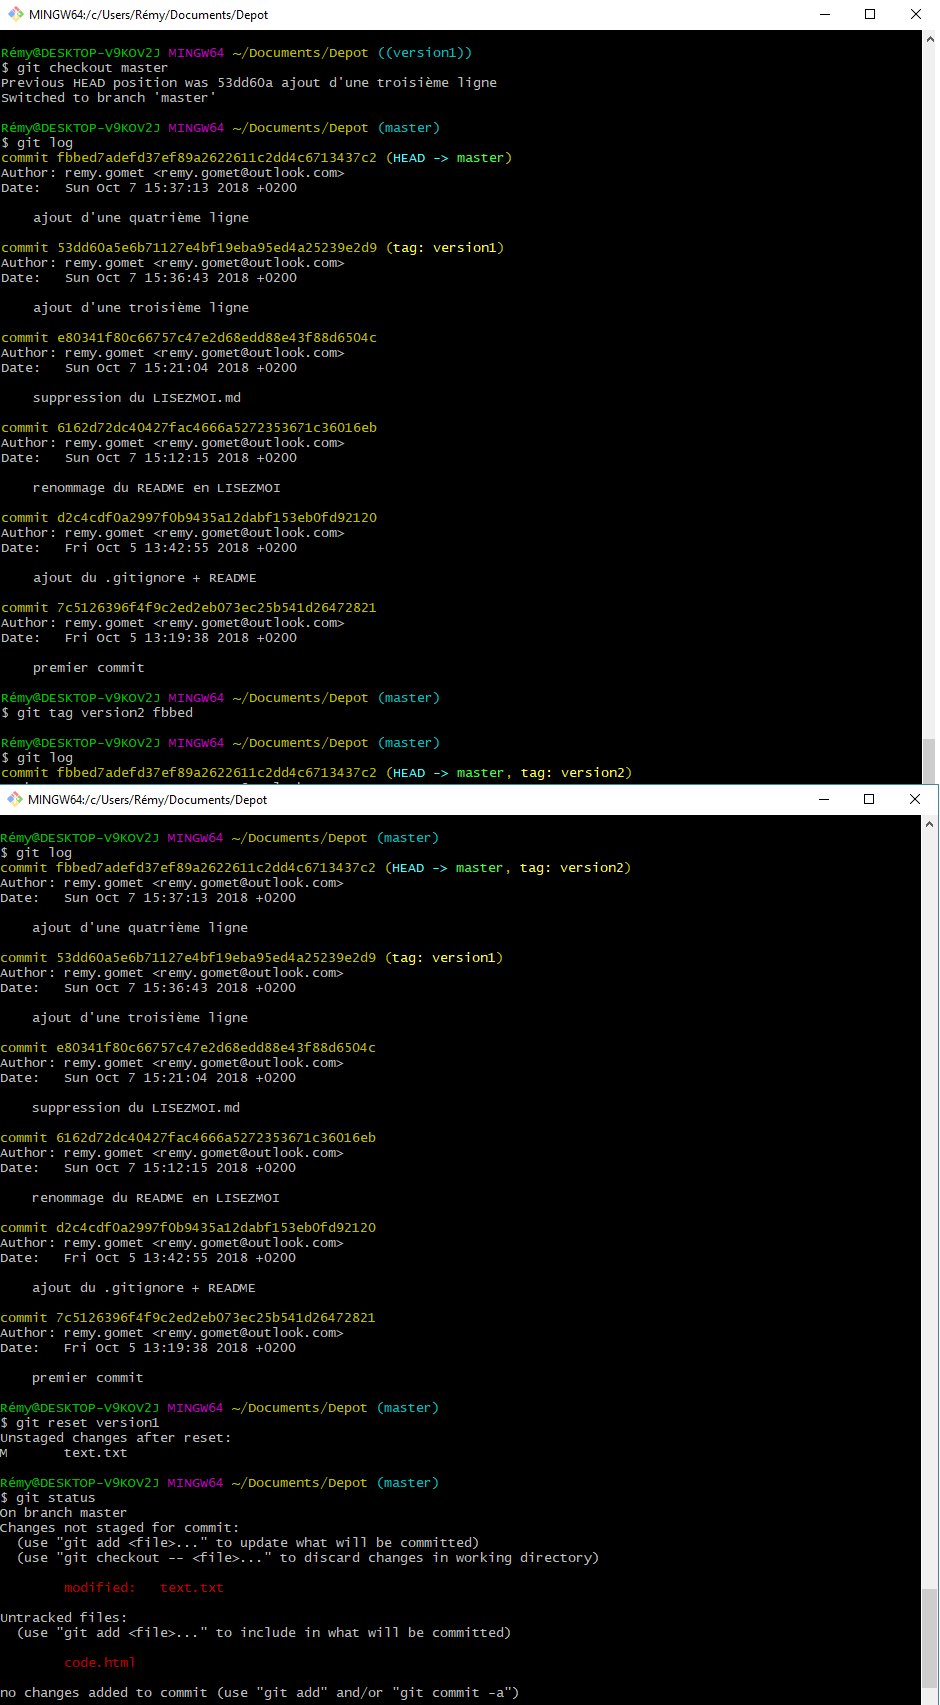 MINGW64:/c/Users/Rémy/Documents/Depot
Rémy@DESKTOP-V9KOV2J MINGW64 ~/Documents/Depot ((version1))
$ git checkout master
Previous HEAD position was 53dd60a ajout d'une troisième ligne
Switched to branch 'master'
Rémy@DESKTOP-V9KOV2J MINGW64 ~/Documents/Depot (master)
$ git log
commit fbbed7adefd37ef89a2622611c2dd4c6713437c2 (HEAD -> master)
Author: remy.gomet <remy.gomet@outlook.com>
Date:   Sun Oct 7 15:37:13 2018 +0200
    ajout d'une quatrième ligne
commit 53dd60a5e6b71127e4bf19eba95ed4a25239e2d9 (tag: version1)
Author: remy.gomet <remy.gomet@outlook.com>
Date:   Sun Oct 7 15:36:43 2018 +0200
    ajout d'une troisième ligne
commit e80341f80c66757c47e2d68edd88e43f88d6504c
Author: remy.gomet <remy.gomet@outlook.com>
Date:   Sun Oct 7 15:21:04 2018 +0200
    suppression du LISEZMOI.md
commit 6162d72dc40427fac4666a5272353671c36016eb
Author: remy.gomet <remy.gomet@outlook.com>
Date:   Sun Oct 7 15:12:15 2018 +0200
    renommage du README en LISEZMOI
commit d2c4cdf0a2997f0b9435a12dabf153eb0fd92120
Author: remy.gomet <remy.gomet@outlook.com>
Date:   Fri Oct 5 13:42:55 2018 +0200
    ajout du .gitignore + README
commit 7c5126396f4f9c2ed2eb073ec25b541d26472821
Author: remy.gomet <remy.gomet@outlook.com>
Date:   Fri Oct 5 13:19:38 2018 +0200
    premier commit
Rémy@DESKTOP-V9KOV2J MINGW64 ~/Documents/Depot (master)
$ git tag version2 fbbed
Rémy@DESKTOP-V9KOV2J MINGW64 ~/Documents/Depot (master)
$ git log
commit fbbed7adefd37ef89a2622611c2dd4c6713437c2 (HEAD -> master, tag: version2)
MINGW64:/c/Users/Rémy/Documents/Depot
Rémy@DESKTOP-V9KOV2J MINGW64 ~/Documents/Depot (master)
$ git log
commit fbbed7adefd37ef89a2622611c2dd4c6713437c2 (HEAD -> master, tag: version2)
Author: remy.gomet <remy.gomet@outlook.com>
Date:   Sun Oct 7 15:37:13 2018 +0200
    ajout d'une quatrième ligne
commit 53dd60a5e6b71127e4bf19eba95ed4a25239e2d9 (tag: version1)
Author: remy.gomet <remy.gomet@outlook.com>
Date:   Sun Oct 7 15:36:43 2018 +0200
    ajout d'une troisième ligne
commit e80341f80c66757c47e2d68edd88e43f88d6504c
Author: remy.gomet <remy.gomet@outlook.com>
Date:   Sun Oct 7 15:21:04 2018 +0200
    suppression du LISEZMOI.md
commit 6162d72dc40427fac4666a5272353671c36016eb
Author: remy.gomet <remy.gomet@outlook.com>
Date:   Sun Oct 7 15:12:15 2018 +0200
    renommage du README en LISEZMOI
commit d2c4cdf0a2997f0b9435a12dabf153eb0fd92120
Author: remy.gomet <remy.gomet@outlook.com>
Date:   Fri Oct 5 13:42:55 2018 +0200
    ajout du .gitignore + README
commit 7c5126396f4f9c2ed2eb073ec25b541d26472821
Author: remy.gomet <remy.gomet@outlook.com>
Date:   Fri Oct 5 13:19:38 2018 +0200
    premier commit
Rémy@DESKTOP-V9KOV2J MINGW64 ~/Documents/Depot (master)
$ git reset version1
Unstaged changes after reset:
M       text.txt
Rémy@DESKTOP-V9KOV2J MINGW64 ~/Documents/Depot (master)
$ git status
On branch master
Changes not staged for commit:
  (use "git add <file>..." to update what will be committed)
  (use "git checkout -- <file>..." to discard changes in working directory)
        modified:   text.txt
Untracked files:
  (use "git add <file>..." to include in what will be committed)
        code.html
no changes added to commit (use "git add" and/or "git commit -a")